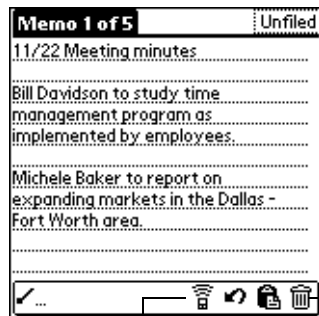 Memo 1 of 5
Unfiled
11/22 Meeting minutes
Bill Davidson to study time
management program as
implemented by employees.
Michele Baker to report on
expanding markets in the Dallas -
Fort Worth area.
...